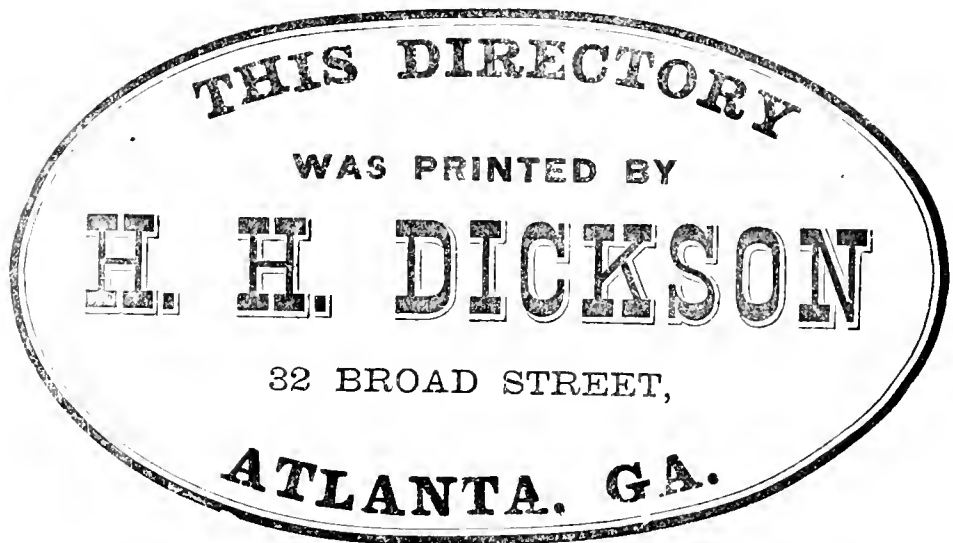 THIS DIRECTORY
WAS PRINTED BY
H. H. DICKSON
32 BROAD STREET,
ATLANTA. GA.